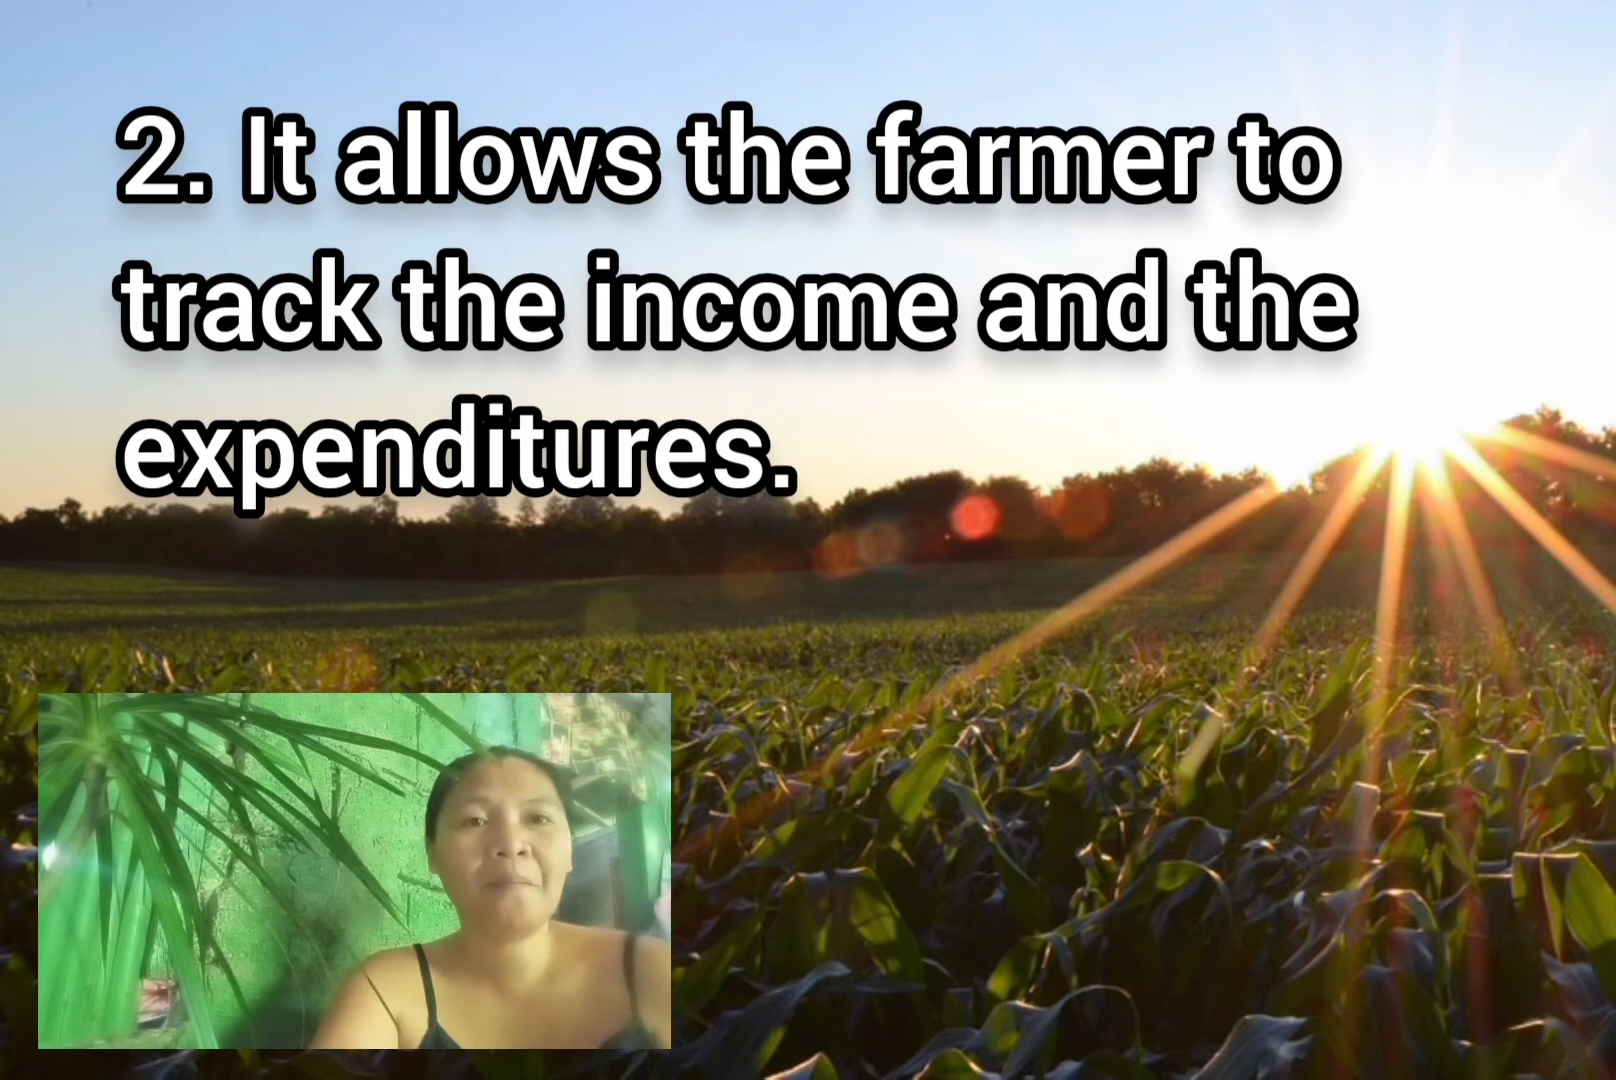 2. It allows the farmer to
track the income and the
expenditures.